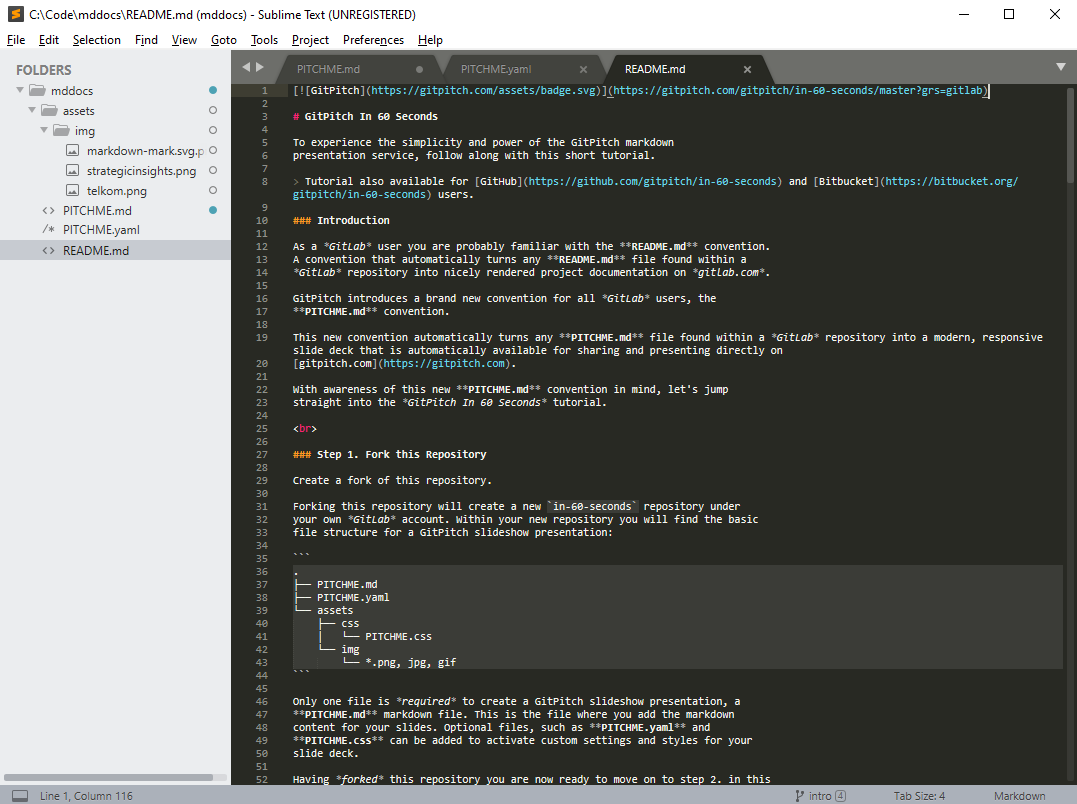 C:\Code\mddocs\README.md (mddocs) - Sublime Text (UNREGISTERED)
File Edit Selection Find View Goto Tools Project Preferences Help
FOLDERS
mddocs
assets
img
markdown-mark.svg.p
strategicinsights.png
telkom.png
<> PITCHME.md
/* PITCHME.yaml
<> README.md
PITCHME.md PITCHME.yaml README.md
1 [![GitPitch](https://gitpitch.com/assets/badge.svg)](https://gitpitch.com/gitpitch/in-60-seconds/master?grs=gitlab)
2
3 # GitPitch In 60 Seconds
4
5 To experience the simplicity and power of the GitPitch markdown
6 presentation service, follow along with this short tutorial.
7
8 > Tutorial also available for [GitHub](https://github.com/gitpitch/in-60-seconds) and [Bitbucket](https://bitbucket.org/
gitpitch/in-60-seconds) users.
9
10 ### Introduction
11
12 As a *GitLab* user you are probably familiar with the **README.md** convention.
13 A convention that automatically turns any **README.md** file found within a
14 *GitLab* repository into nicely rendered project documentation on *gitlab.com*.
15
16 GitPitch introduces a brand new convention for all *GitLab* users, the
17 **PITCHME.md** convention.
18
19 This new convention automatically turns any **PITCHME.md** file found within a *GitLab* repository into a modern, responsive
slide deck that is automatically available for sharing and presenting directly on
20 [gitpitch.com](https://gitpitch.com).
21
22 With awareness of this new **PITCHME.md** convention in mind, let's jump
23 straight into the *GitPitch In 60 Seconds* tutorial.
24
25 <br>
26
27 ### Step 1. Fork this Repository
28
29 Create a fork of this repository.
30
31 Forking this repository will create a new `in-60-seconds` repository under
32 your own *GitLab* account. Within your new repository you will find the basic
33 file structure for a GitPitch slideshow presentation:
34
35 ```
36 .
37 ├── PITCHME.md
38 ├── PITCHME.yaml
39 └── assets
40     ├── css
41     │   └── PITCHME.css
42     └── img
43         └── *.png, jpg, gif
44 ```
45
46 Only one file is *required* to create a GitPitch slideshow presentation, a
47 **PITCHME.md** markdown file. This is the file where you add the markdown
48 content for your slides. Optional files, such as **PITCHME.yaml** and
49 **PITCHME.css** can be added to activate custom settings and styles for your
50 slide deck.
51
52 Having *forked* this repository you are now ready to move on to step 2. in this
Line 1, Column 116 intro 4 Tab Size: 4 Markdown